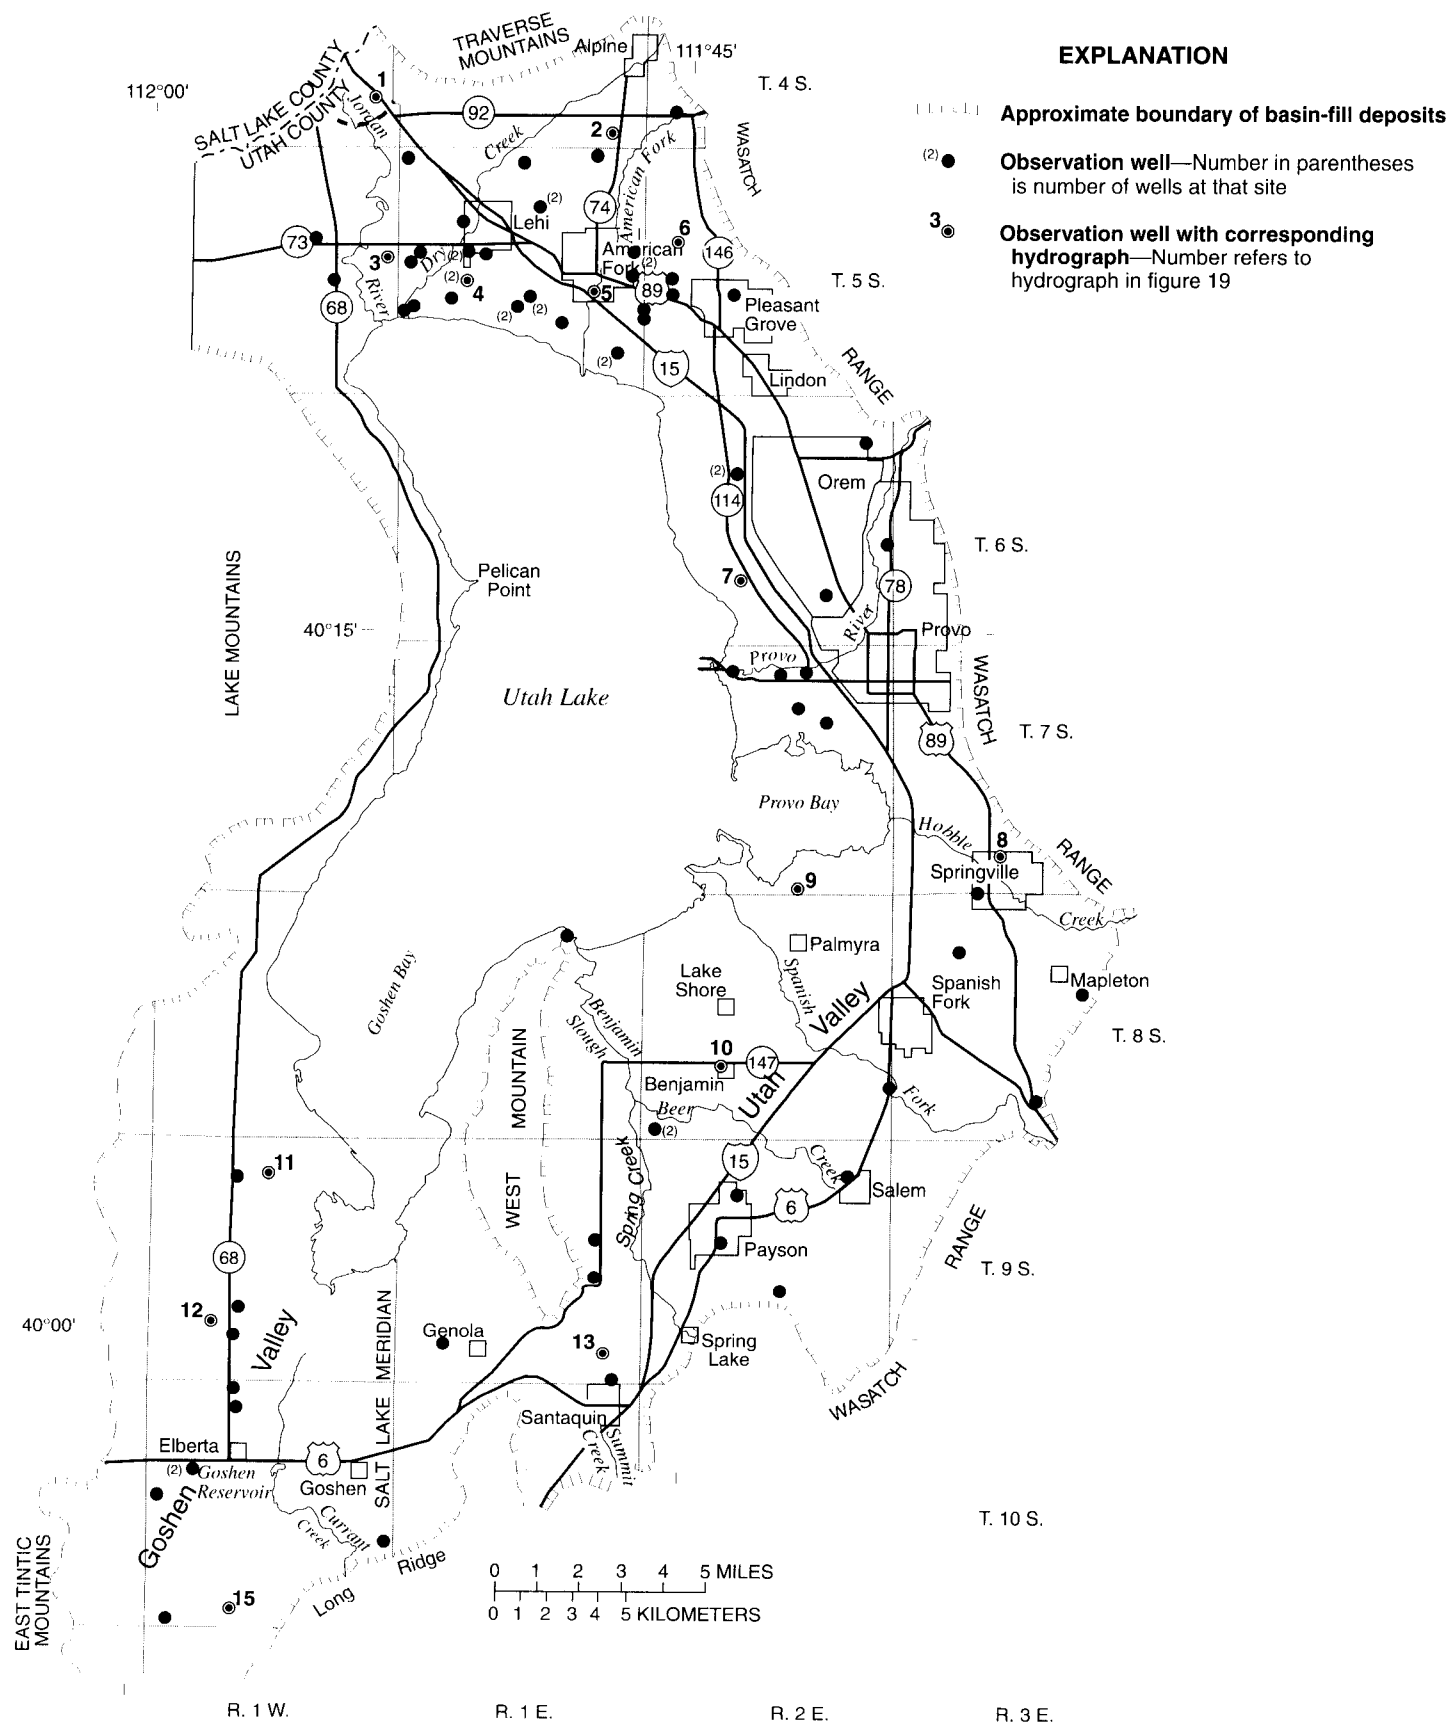 TRAVERSE
MOUNTAINS
Alpine
111°45'
EXPLANATION
T. 4 S.
112°00'
1
SALT LAKE COUNTY
UTAH COUNTY
Jordan
92
Creek
2
American Fork
WASATCH
Approximate boundary of basin-fill deposits
(2)
Observation well—Number in parentheses
is number of wells at that site
3
Observation well with corresponding
hydrograph—Number refers to
hydrograph in figure 19
(2)
74
Lehi
6
73
American
Fork
146
3
Dry
(2)
(2)
T. 5 S.
River
(2)
4
5
89
68
(2)
(2)
Pleasant
Grove
15
(2)
RANGE
Lindon
Orem
(2)
114
T. 6 S.
LAKE MOUNTAINS
Pelican
Point
7
78
40°15'
River
Provo
Provo
WASATCH
Utah Lake
T. 7 S.
89
Provo Bay
Hobble
8
RANGE
Springville
9
Creek
Palmyra
Goshen Bay
Lake
Shore
Spanish
Spanish
Fork
Mapleton
Valley
Benjamin
Slough
T. 8 S.
MOUNTAIN
10
147
Benjamin
Utah
Beer
Fork
(2)
11
Spring Creek
15
Creek
Salem
WEST
6
RANGE
68
Payson
T. 9 S.
12
Valley
40°00'
MERIDIAN
Genola
13
Spring
Lake
WASATCH
LAKE
Santaquin
Summit
Creek
Elberta
6
(2)
Goshen
Reservoir
Goshen
SALT
Goshen
Currant
Creek
T. 10 S.
EAST TINTIC
MOUNTAINS
Ridge
Long
0 1 2 3 4 5 MILES
0 1 2 3 4 5 KILOMETERS
15
R. 1 W.
R. 1 E.
R. 2 E.
R. 3 E.